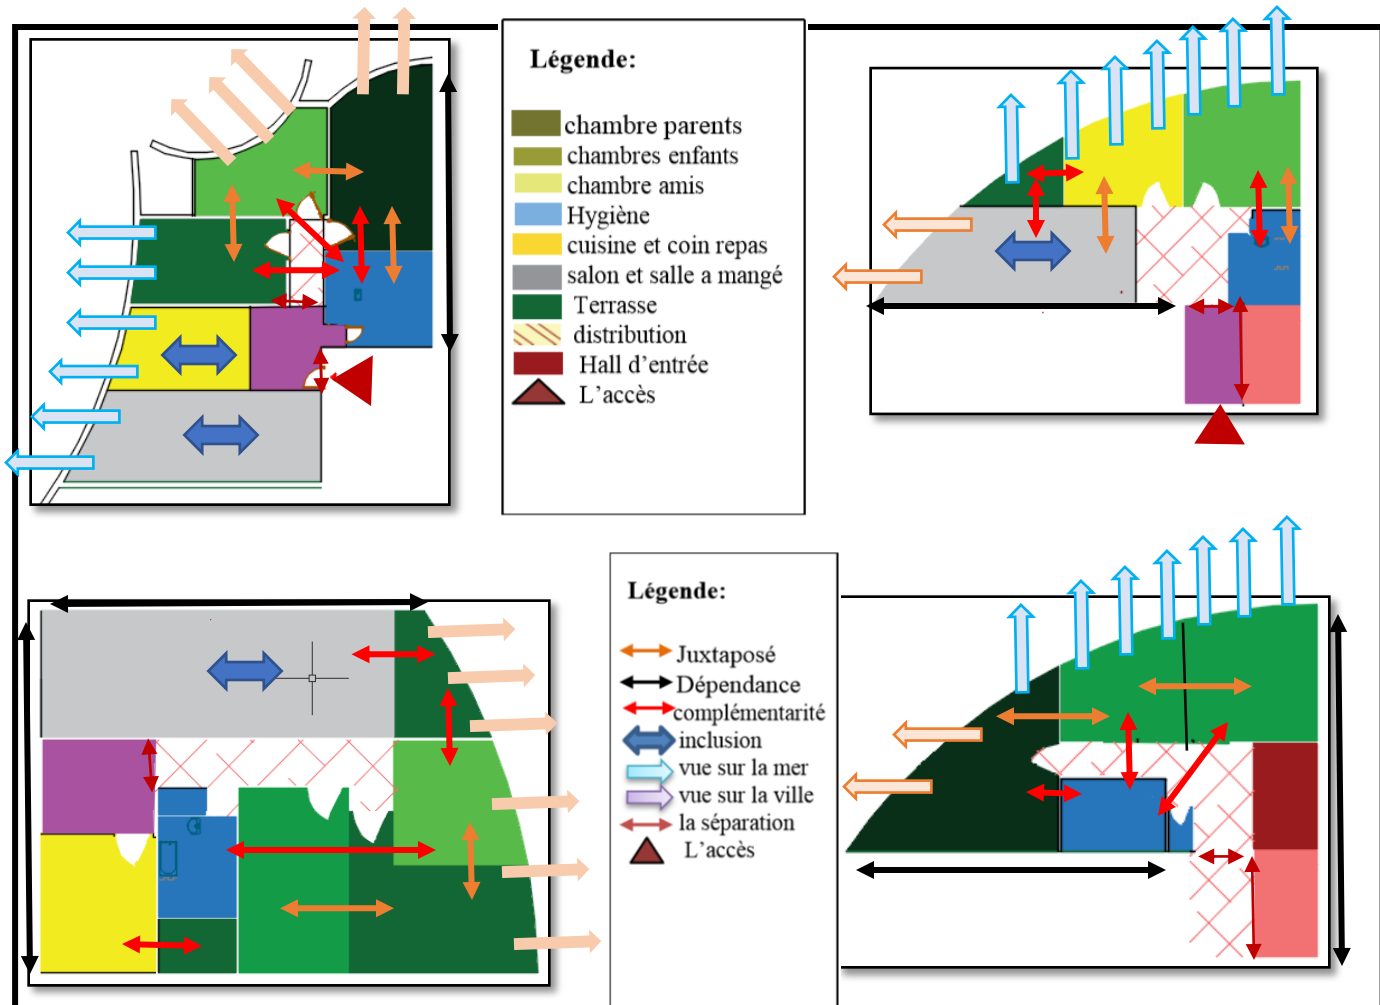 Légende:
chambre parents
chambres enfants
chambre amis
Hygiène
cuisine et coin repas
salon et salle a mangé
Terrasse
distribution
Hall d'entrée
L'accès
Légende:
Juxtaposé
Dépendance
complémentarité
inclusion
vue sur la mer
vue sur la ville
la séparation
L'accès